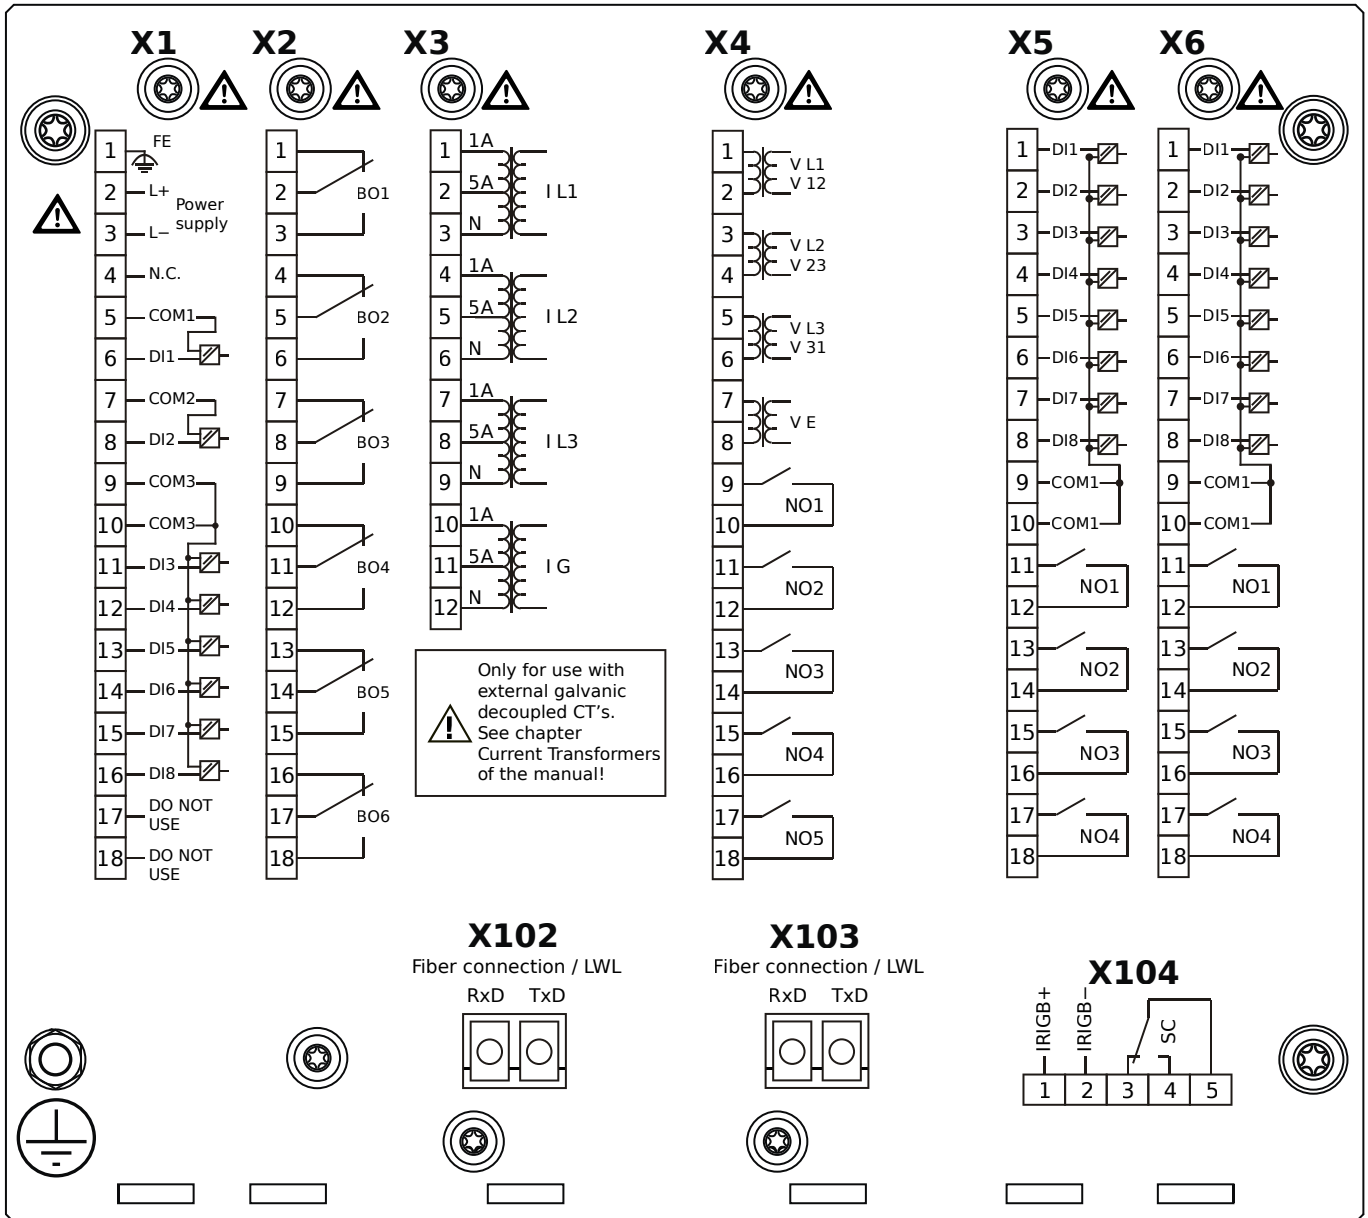 X1
X2
X3
X4
X5
X6
1 FE
2 L+
Power
supply
3 L−
4 N.C.
5 COM1
6 DI1
7 COM2
8 DI2
9 COM3
10 COM3
11 DI3
12 DI4
13 DI5
14 DI6
15 DI7
16 DI8
17 DO NOT
USE
18 DO NOT
USE
1
2 BO1
3
4
5 BO2
6
7
8 BO3
9
10
11 BO4
12
13
14 BO5
15
16
17 BO6
18
1 1A
2 5A I L1
3 N
4 1A
5 5A I L2
6 N
7 1A
8 5A I L3
9 N
10 1A
11 5A I G
12 N
Only for use with
external galvanic
decoupled CT's.
See chapter
Current Transformers
of the manual!
1 V L1
2 V 12
3 V L2
4 V 23
5 V L3
6 V 31
7
V E
8
9
NO1
10
11
NO2
12
13
NO3
14
15
NO4
16
17
NO5
18
1 DI1
2 DI2
3 DI3
4 DI4
5 DI5
6 DI6
7 DI7
8 DI8
9 COM1
10 COM1
11
NO1
12
13
NO2
14
15
NO3
16
17
NO4
18
1 DI1
2 DI2
3 DI3
4 DI4
5 DI5
6 DI6
7 DI7
8 DI8
9 COM1
10 COM1
11
NO1
12
13
NO2
14
15
NO3
16
17
NO4
18
X102
Fiber connection / LWL
RxD TxD
X103
Fiber connection / LWL
RxD TxD
X104
IRIGB+
IRIGB−
SC
1 2 3 4 5